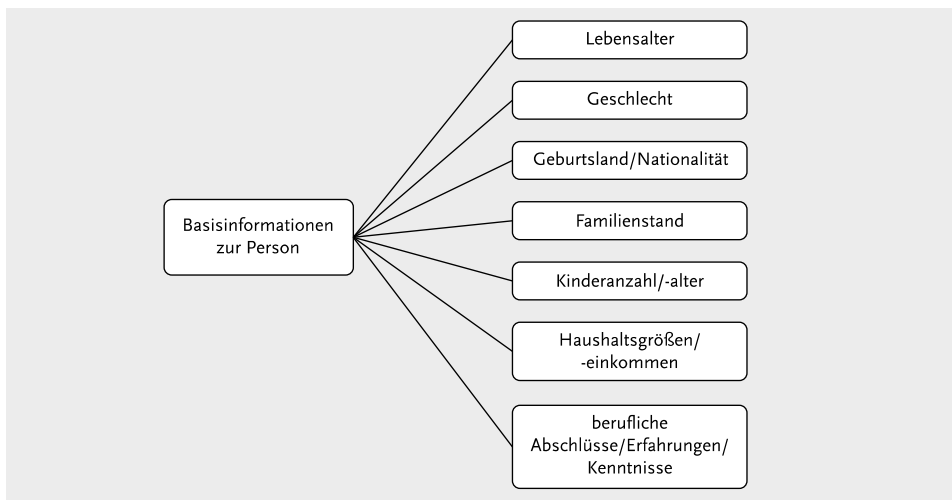 Lebensalter
Geschlecht
Geburtsland/Nationalität
Basisinformationen
zur Person
Familienstand
Kinderanzahl/-alter
Haushaltsgrößen/
-einkommen
berufliche
Abschlüsse/Erfahrungen/
Kenntnisse